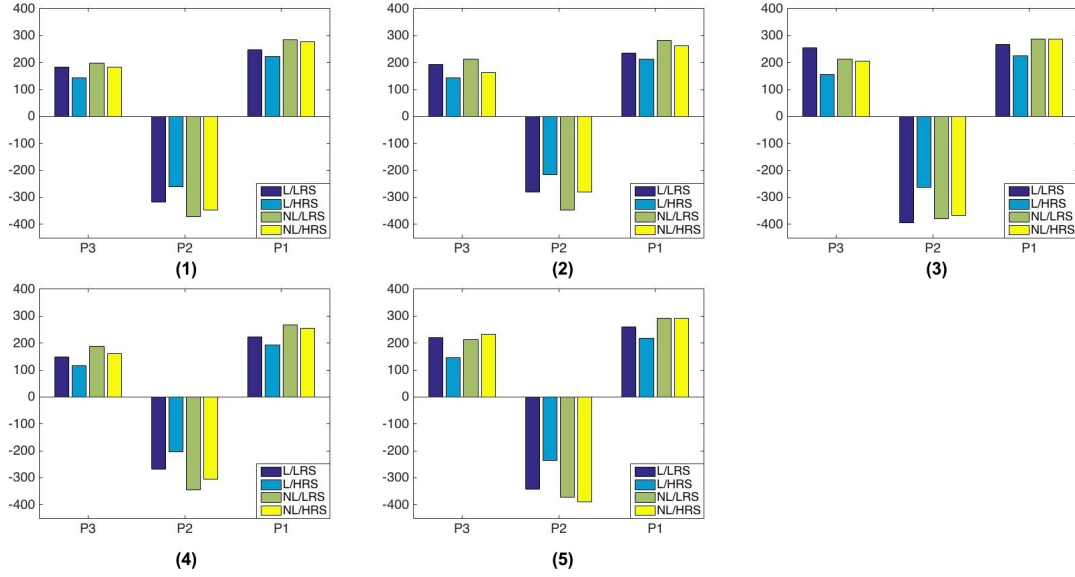 400
300
200
100
0
-100
-200
-300
-400
P3 P2 P1
L/LRS
L/HRS
NL/LRS
NL/HRS
(1)
400
300
200
100
0
-100
-200
-300
-400
P3 P2 P1
L/LRS
L/HRS
NL/LRS
NL/HRS
(2)
400
300
200
100
0
-100
-200
-300
-400
P3 P2 P1
L/LRS
L/HRS
NL/LRS
NL/HRS
(3)
400
300
200
100
0
-100
-200
-300
-400
P3 P2 P1
L/LRS
L/HRS
NL/LRS
NL/HRS
(4)
400
300
200
100
0
-100
-200
-300
-400
P3 P2 P1
L/LRS
L/HRS
NL/LRS
NL/HRS
(5)